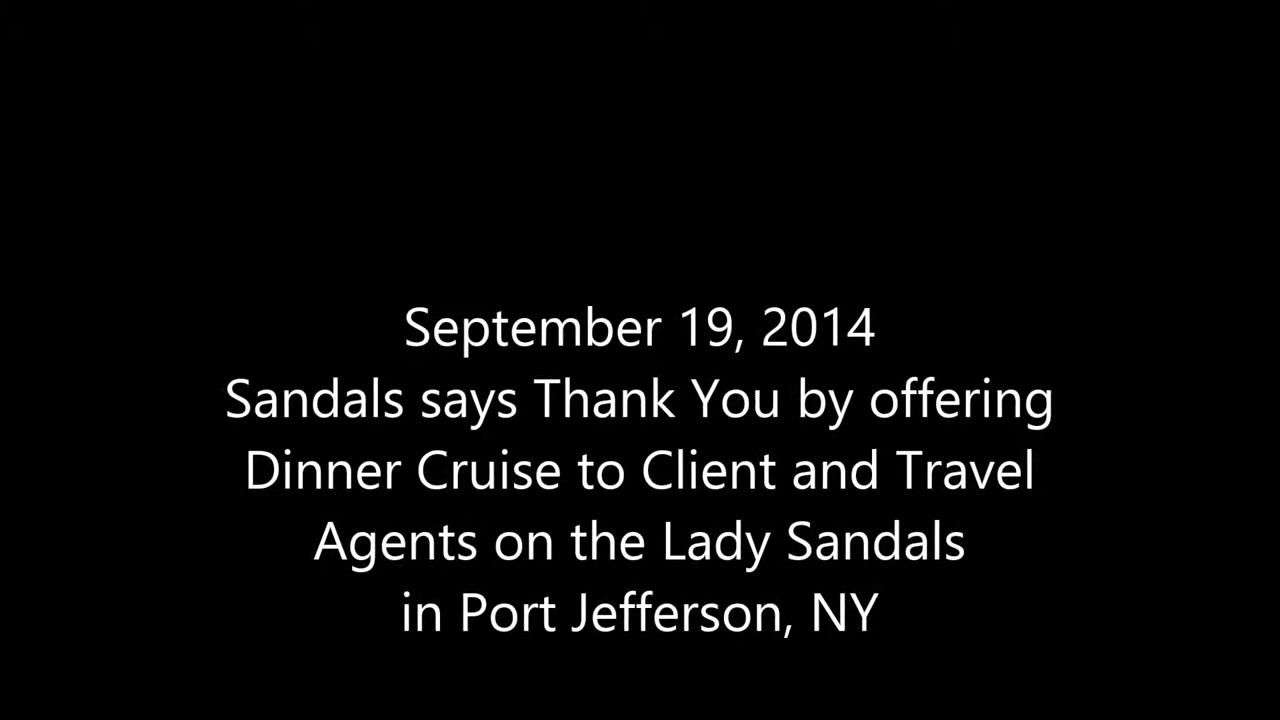 September 19, 2014
Sandals says Thank You by offering
Dinner Cruise to Client and Travel
Agents on the Lady Sandals
in Port Jefferson, NY